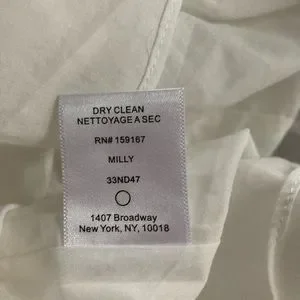 DRY CLEAN
NETTOYAGE A SEC
RN# 159167
MILLY
33ND47
1407 Broadway
New York, NY, 10018